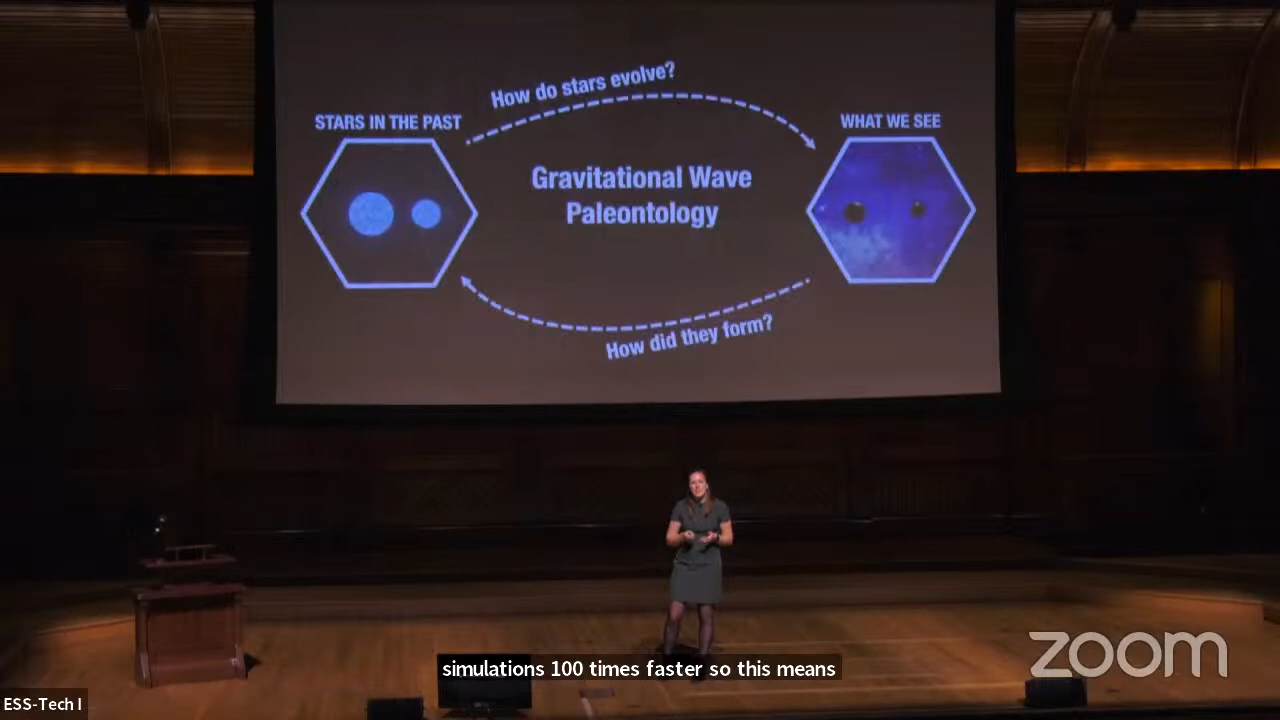 How do stars evolve?
STARS IN THE PAST
WHAT WE SEE
Gravitational Wave
Paleontology
How did they form?
zoom
simulations 100 times faster so this means
ESS-Tech I